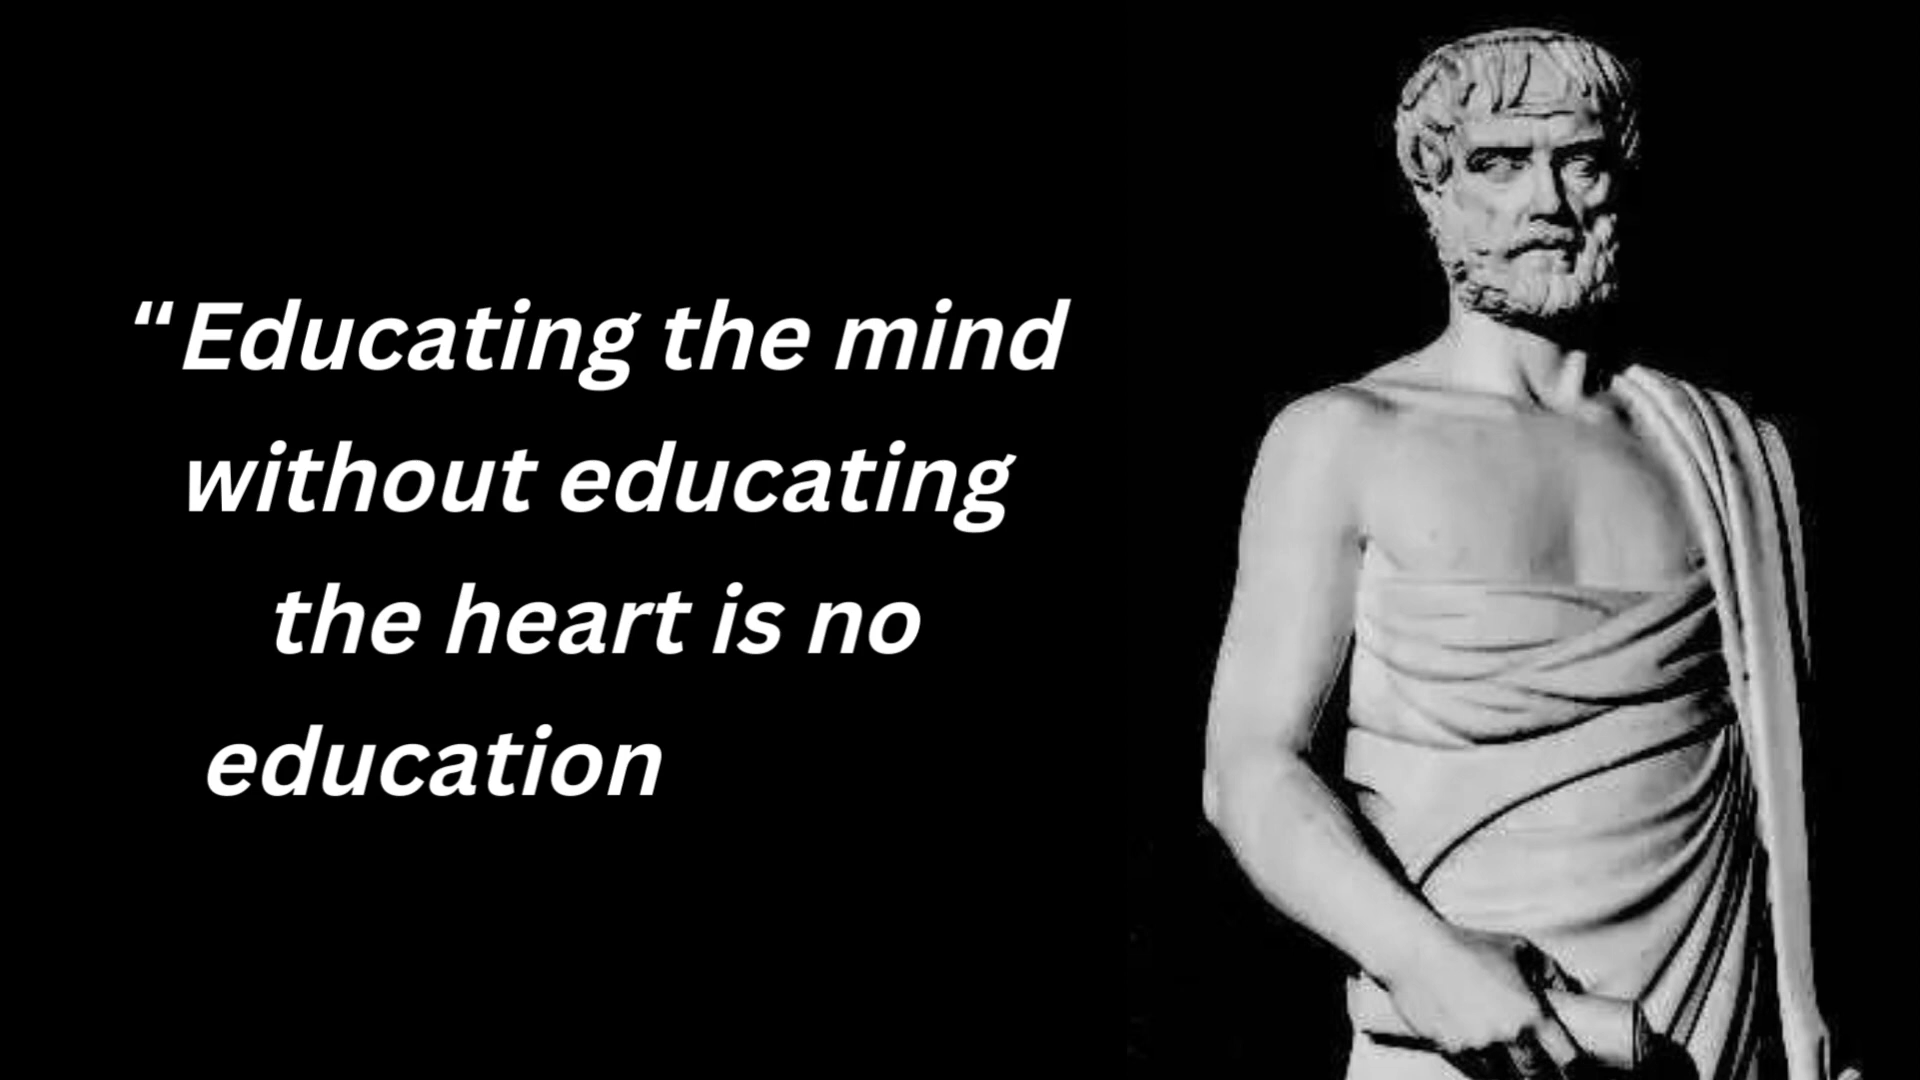 “Educating the mind
without educating
the heart is no
education